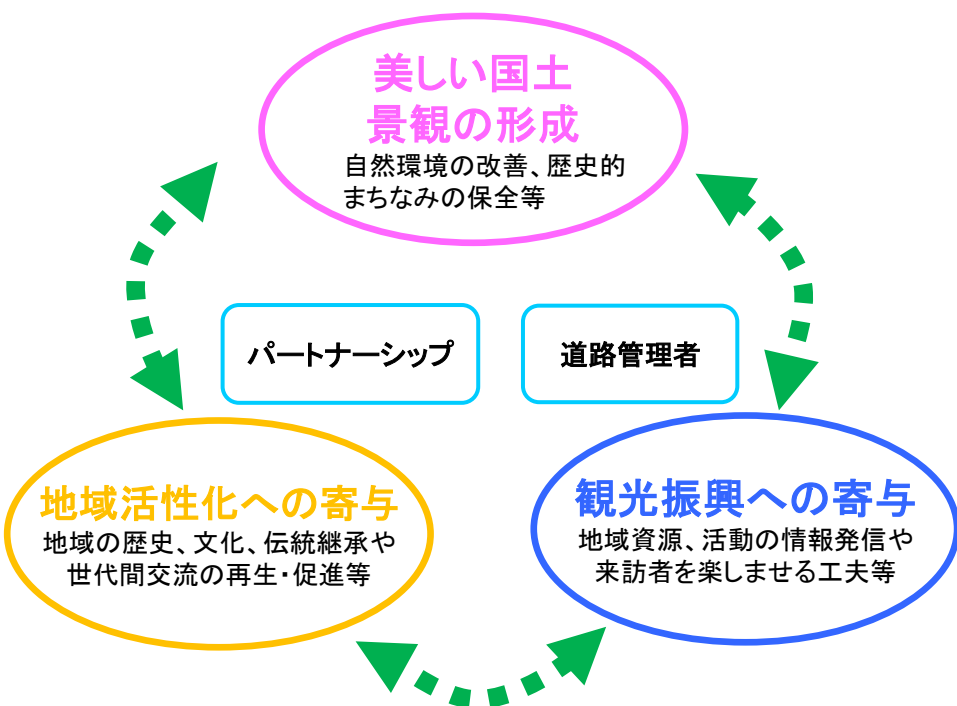 美しい国土
景観の形成
自然環境の改善、歴史的
まちなみの保全等
パートナーシップ
道路管理者
地域活性化への寄与
地域の歴史、文化、伝統継承や
世代間交流の再生・促進等
観光振興への寄与
地域資源、活動の情報発信や
来訪者を楽しませる工夫等